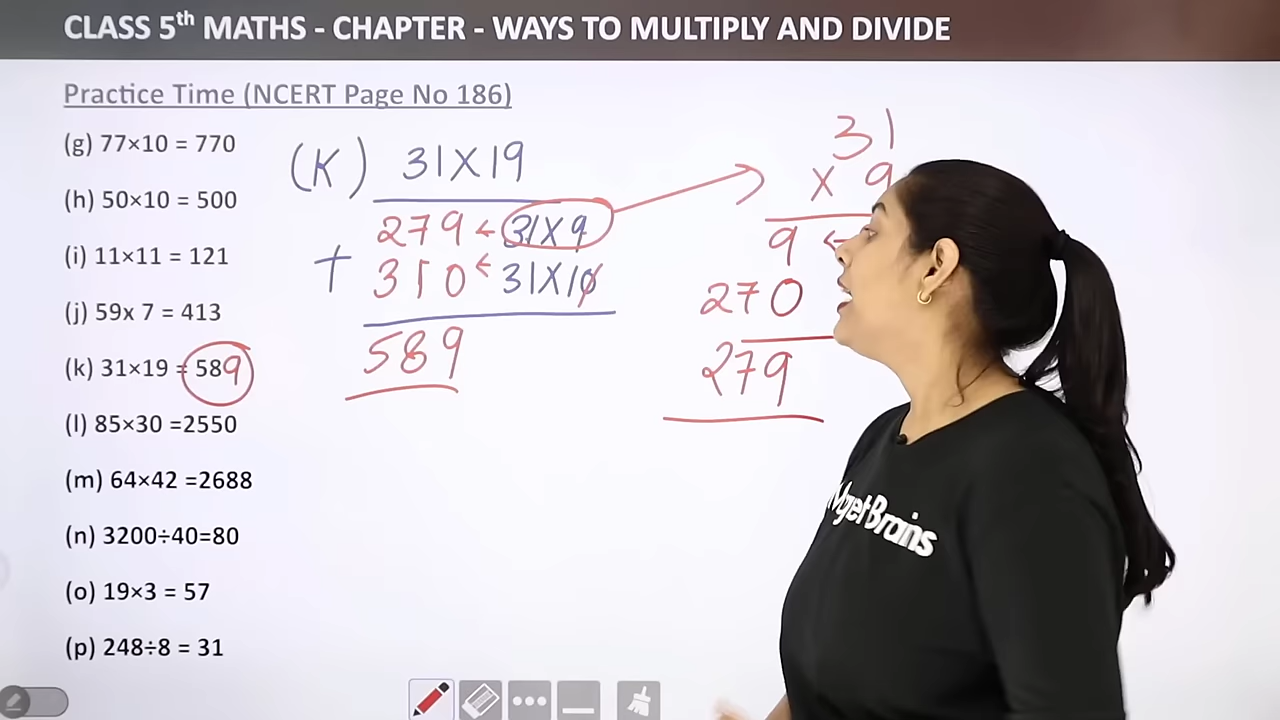 CLASS 5th MATHS - CHAPTER - WAYS TO MULTIPLY AND DIVIDE
Practice Time (NCERT Page No 186)
(g) 77×10 = 770
(h) 50×10 = 500
(i) 11×11 = 121
(j) 59x 7 = 413
(k) 31×19 = 589
(l) 85×30 =2550
(m) 64×42 =2688
(n) 3200÷40=80
(o) 19×3 = 57
(p) 248÷8 = 31
(K) 31X19
279 ← 31X9
+ 310 ← 31X10
589
31
X 9
9 ←
270
279
MagnetBrains